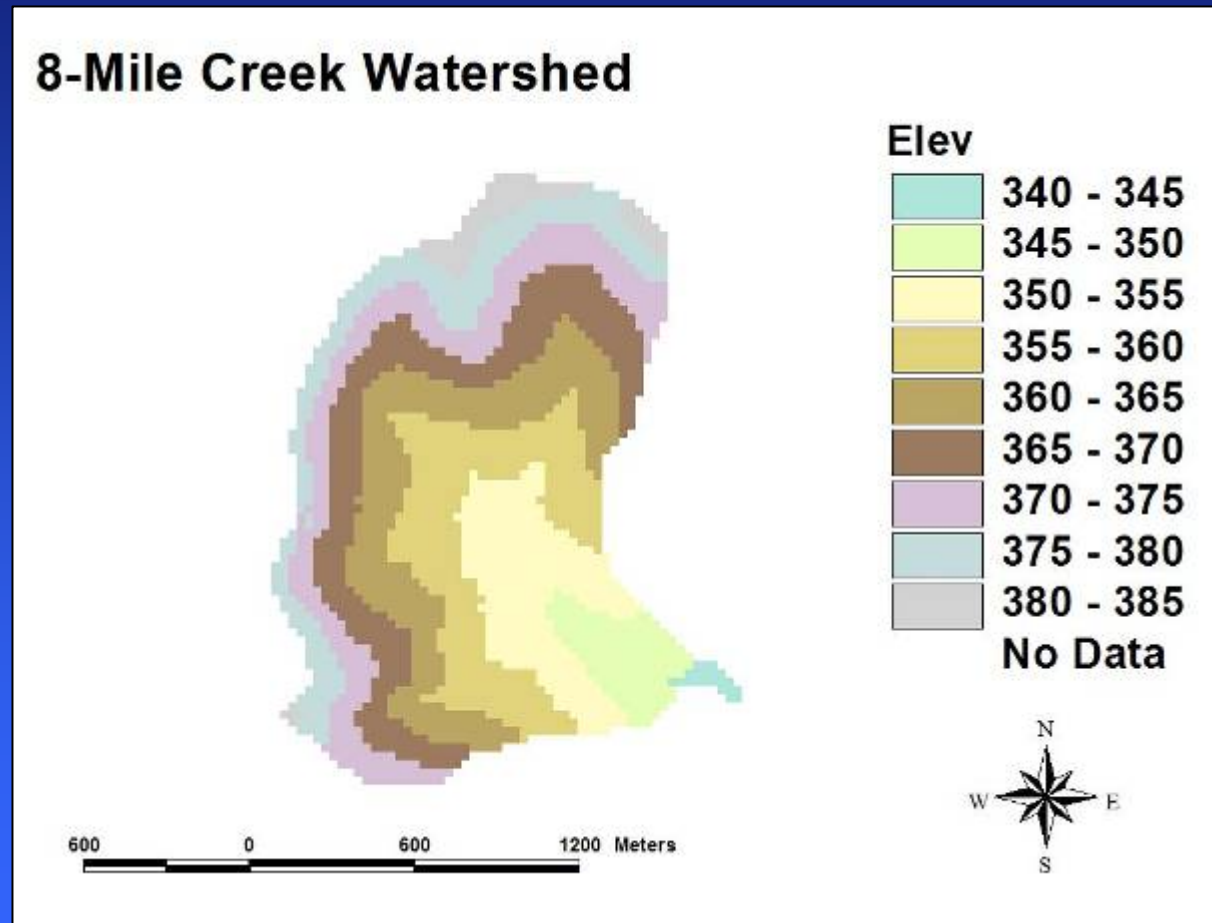 8-Mile Creek Watershed
Elev
340 - 345
345 - 350
350 - 355
355 - 360
360 - 365
365 - 370
370 - 375
375 - 380
380 - 385
No Data
N
W E
S
600 0 600 1200 Meters